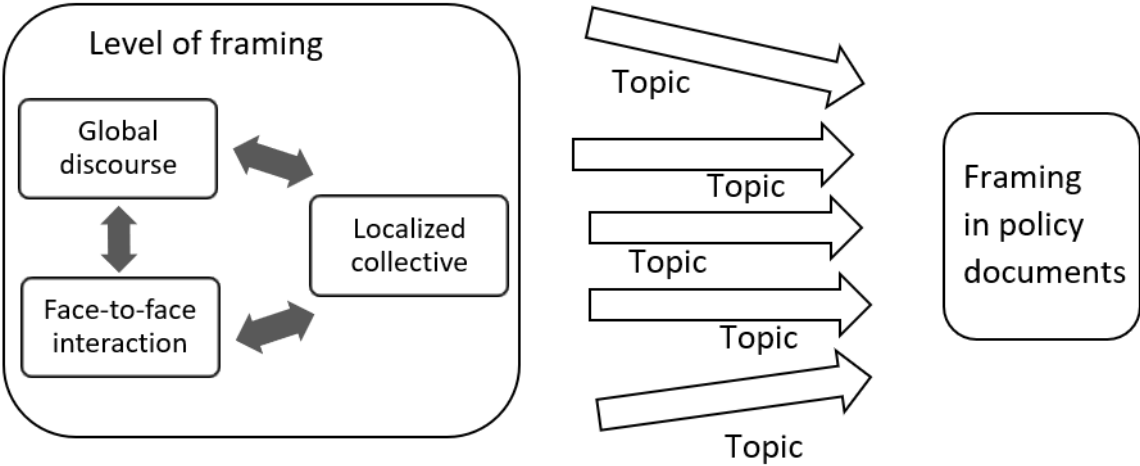 Level of framing
Global
discourse
Localized
collective
Face-to-face
interaction
Topic
Topic
Topic
Topic
Topic
Framing
in policy
documents